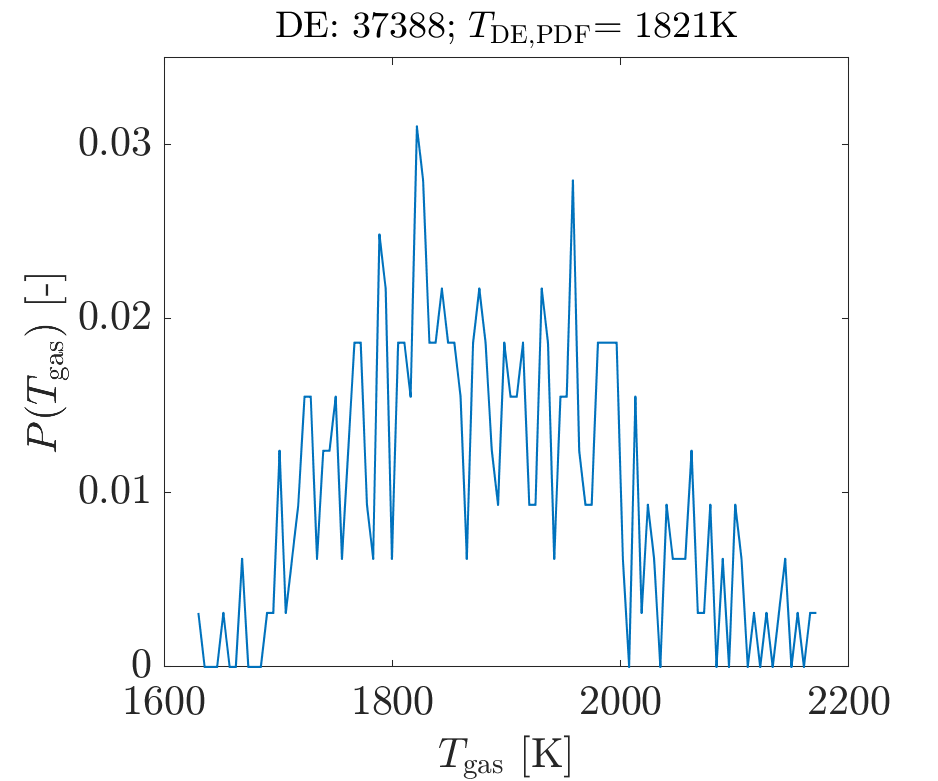 DE: 37388; T_DE,PDF= 1821K
0.03
0.02
0.01
0
P(T_gas) [-]
1600 1800 2000 2200
T_gas [K]